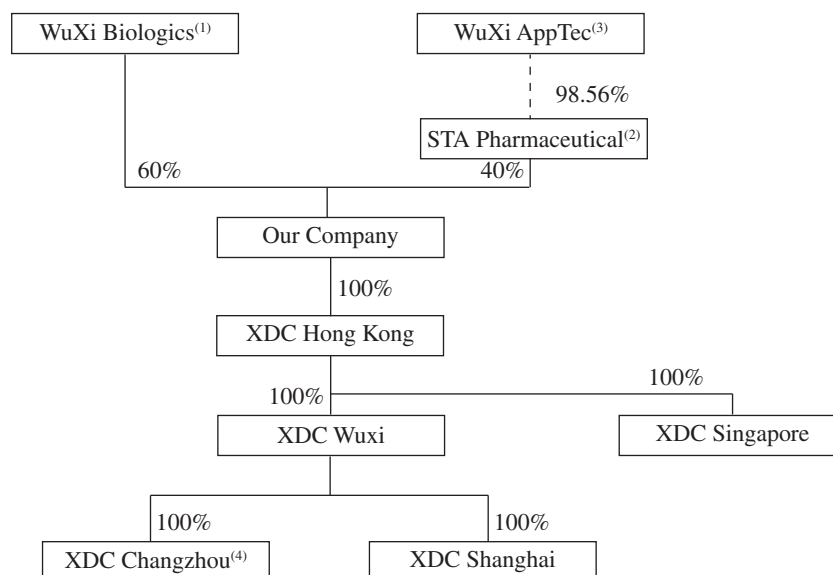 WuXi Biologics(1)
WuXi AppTec(3)
98.56%
STA Pharmaceutical(2)
60%
40%
Our Company
100%
XDC Hong Kong
100%
100%
XDC Wuxi
XDC Singapore
100%
100%
XDC Changzhou(4)
XDC Shanghai